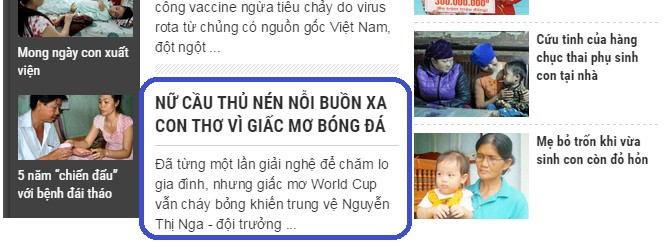 Mong ngày con xuất
viện
5 năm “chiến đấu”
với bệnh đái tháo
công vaccine ngừa tiêu chảy do virus
rota từ chủng có nguồn gốc Việt Nam,
đột ngột ...
NỮ CẦU THỦ NÉN NỖI BUỒN XA
CON THƠ VÌ GIẤC MƠ BÓNG ĐÁ
Đã từng một lần giải nghệ để chăm lo
gia đình, nhưng giấc mơ World Cup
vẫn cháy bỏng khiến trung vệ Nguyễn
Thị Nga - đội trưởng ...
300.000.000đ
Cứu tinh của hàng
chục thai phụ sinh
con tại nhà
Mẹ bỏ trốn khi vừa
sinh con còn đỏ hỏn